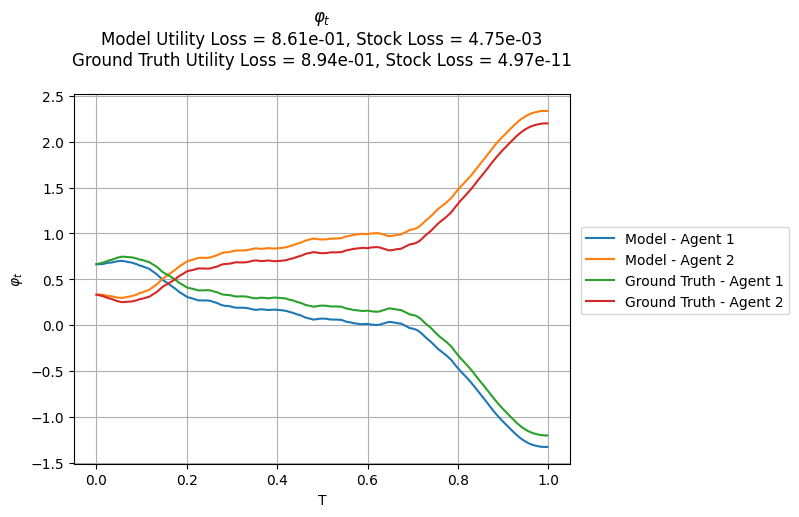 φₜ
Model Utility Loss = 8.61e-01, Stock Loss = 4.75e-03
Ground Truth Utility Loss = 8.94e-01, Stock Loss = 4.97e-11
2.5
2.0
1.5
1.0
0.5
0.0
−0.5
−1.0
−1.5
φₜ
0.0 0.2 0.4 0.6 0.8 1.0
T
Model - Agent 1
Model - Agent 2
Ground Truth - Agent 1
Ground Truth - Agent 2